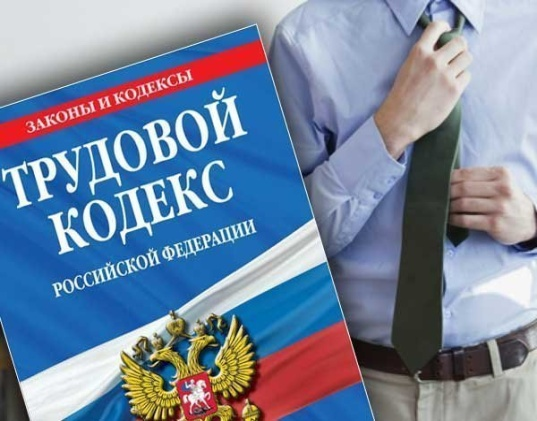 ЗАКОНЫ И КОДЕКСЫ
ТРУДОВОЙ
КОДЕКС
РОССИЙСКОЙ ФЕДЕРАЦИИ